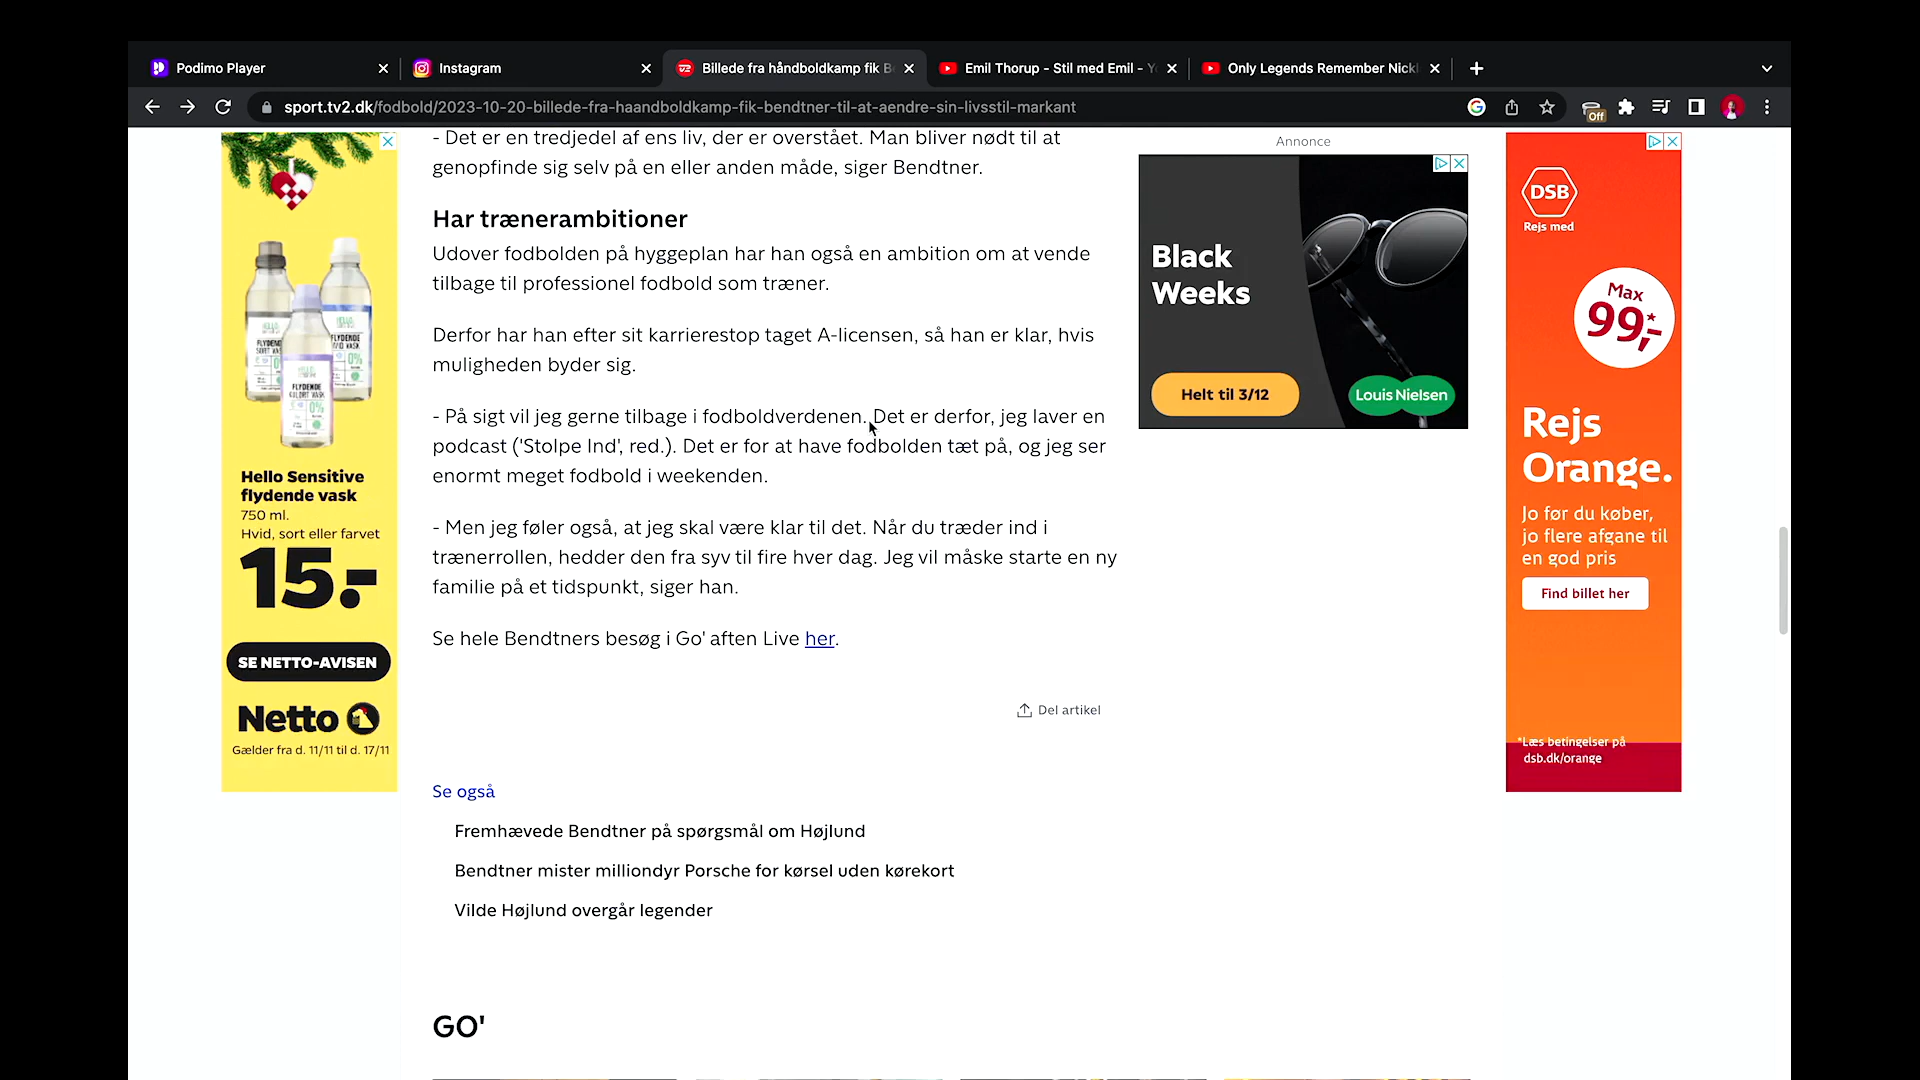 Podimo Player
Instagram
Billede fra håndboldkamp fik B
Emil Thorup - Stil med Emil - Y
Only Legends Remember Nickl
sport.tv2.dk/fodbold/2023-10-20-billede-fra-haandboldkamp-fik-bendtner-til-at-aendre-sin-livsstil-markant
Off
- Det er en tredjedel af ens liv, der er overstået. Man bliver nødt til at
genopfinde sig selv på en eller anden måde, siger Bendtner.
Har trænerambitioner
Udover fodbolden på hyggeplan har han også en ambition om at vende
tilbage til professionel fodbold som træner.
Derfor har han efter sit karrierestop taget A-licensen, så han er klar, hvis
muligheden byder sig.
- På sigt vil jeg gerne tilbage i fodboldverdenen. Det er derfor, jeg laver en
podcast ('Stolpe Ind', red.). Det er for at have fodbolden tæt på, og jeg ser
enormt meget fodbold i weekenden.
- Men jeg føler også, at jeg skal være klar til det. Når du træder ind i
trænerrollen, hedder den fra syv til fire hver dag. Jeg vil måske starte en ny
familie på et tidspunkt, siger han.
Se hele Bendtners besøg i Go' aften Live her.
Del artikel
Se også
Fremhævede Bendtner på spørgsmål om Højlund
Bendtner mister milliondyr Porsche for kørsel uden kørekort
Vilde Højlund overgår legender
GO'
FLYDENDE
0%
Hello Sensitive
flydende vask
750 ml.
Hvid, sort eller farvet
15.-
SE NETTO-AVISEN
Netto
Gælder fra d. 11/11 til d. 17/11
Annonce
Black
Weeks
Helt til 3/12
Louis Nielsen
DSB
Rejs med
Max
99,-*
Rejs
Orange.
Jo før du køber,
jo flere afgane til
en god pris
Find billet her
*Læs betingelser på
dsb.dk/orange